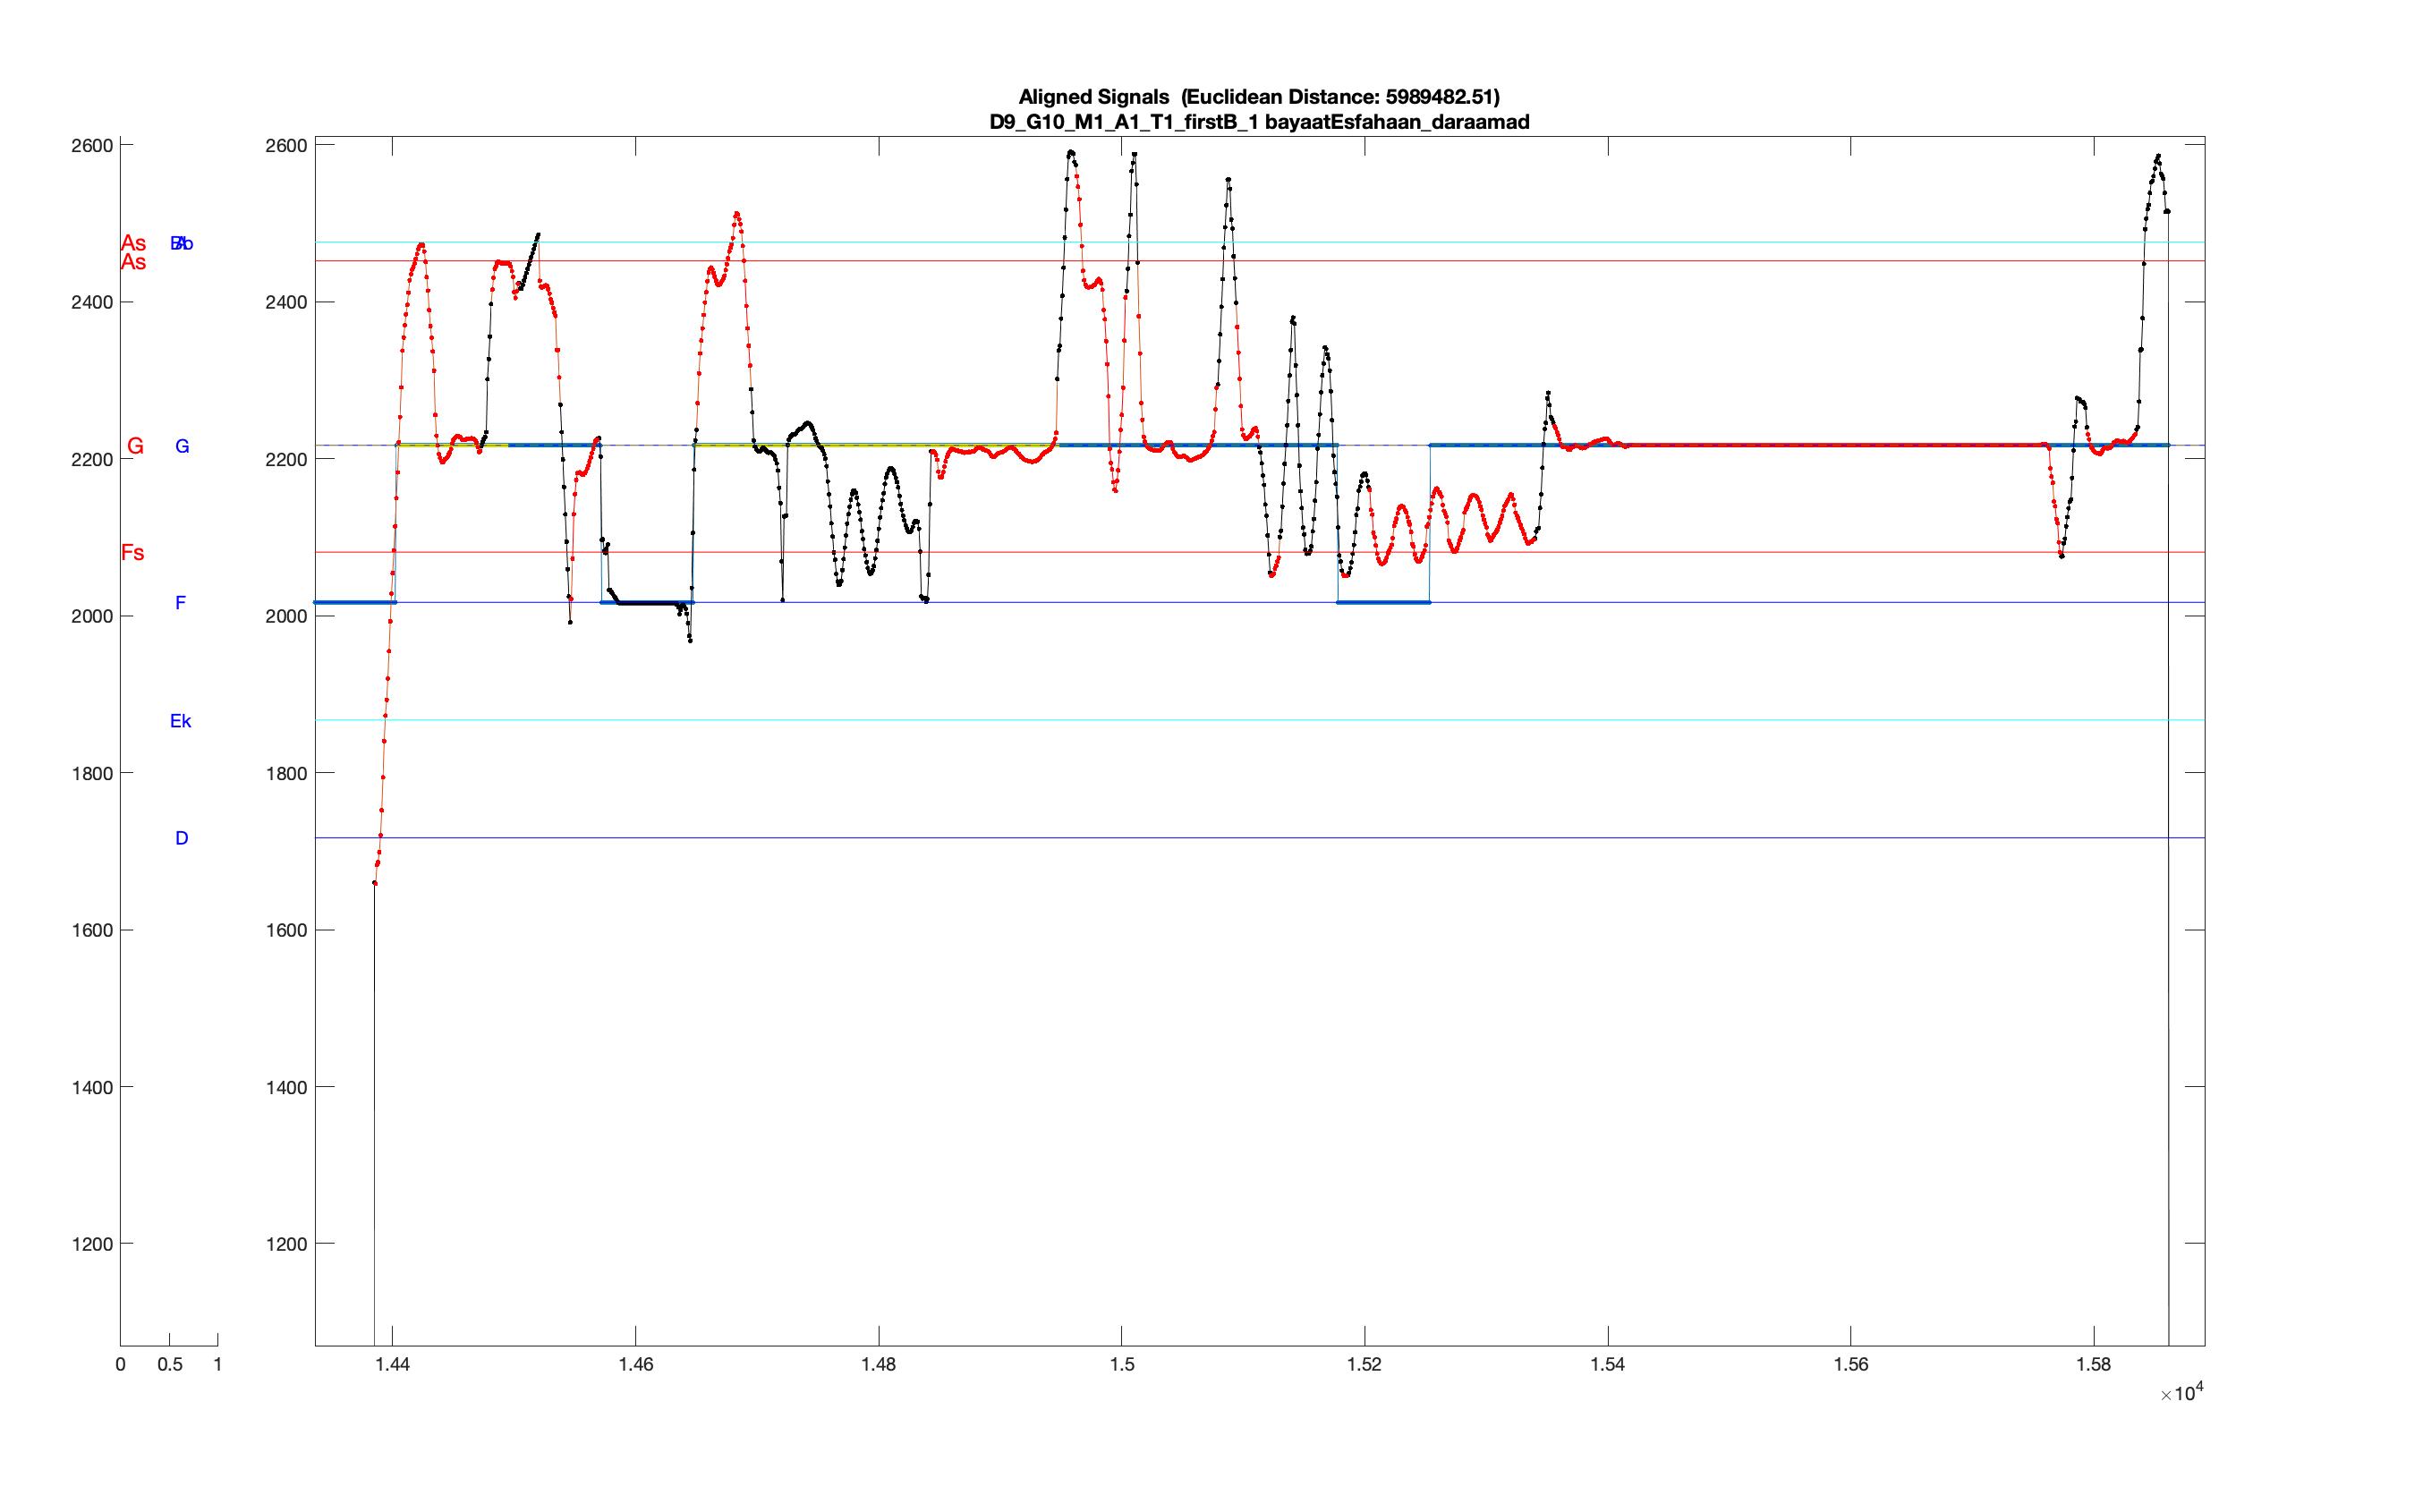 Aligned Signals (Euclidean Distance: 5989482.51)
D9_G10_M1_A1_T1_firstB_1 bayaatEsfahaan_daraamad
2600 2600
As
As
2400 2400
G G
2200 2200
Fs
F
2000 2000
Ek
1800 1800
D
1600 1600
1400 1400
1200 1200
0 0.5 1 1.44 1.46 1.48 1.5 1.52 1.54 1.56 1.58
×10^4